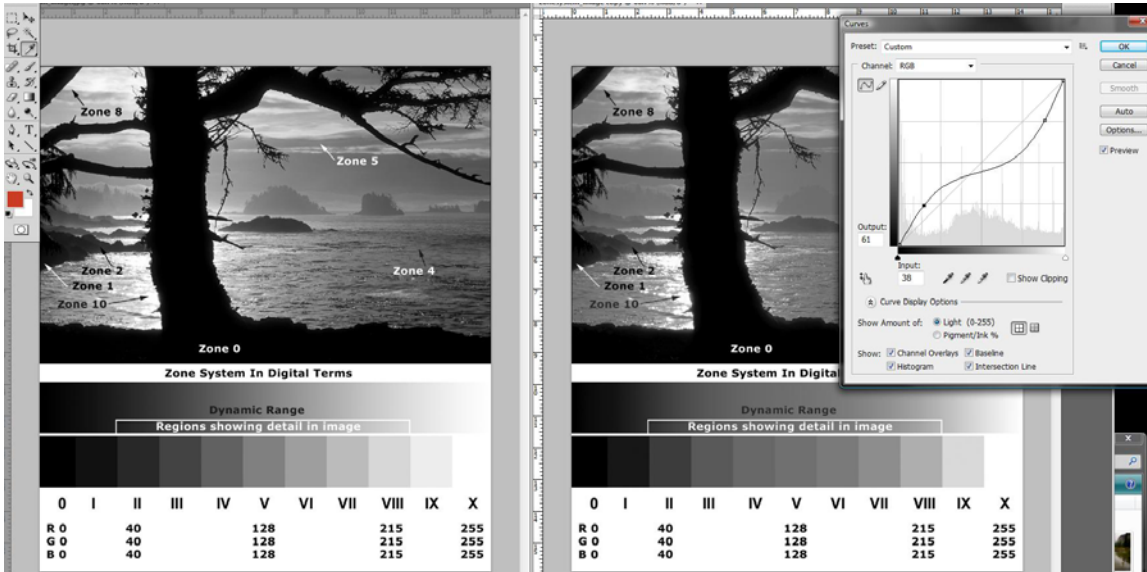 Zone 8
Zone 5
Zone 2
Zone 4
Zone 1
Zone 10
Zone 0
Zone System In Digital Terms
Dynamic Range
Regions showing detail in image
0 I II III IV V VI VII VIII IX X
R 0 40 128 215 255
G 0 40 128 215 255
B 0 40 128 215 255
Zone 8
Zone 2
Zone 1
Zone 10
Zone 0
Zone System In Digital
Dynamic Range
Regions showing detail in image
0 I II III IV V VI VII VIII IX X
R 0 40 128 215 255
G 0 40 128 215 255
B 0 40 128 215 255
Curves
Preset: Custom
OK
Channel: RGB
Cancel
Smooth
Auto
Options...
Preview
Output:
61
Input:
38
Show Clipping
Curve Display Options
Show Amount of: Light (0-255)
Pigment/Ink %
Show: Channel Overlays Baseline
Histogram Intersection Line